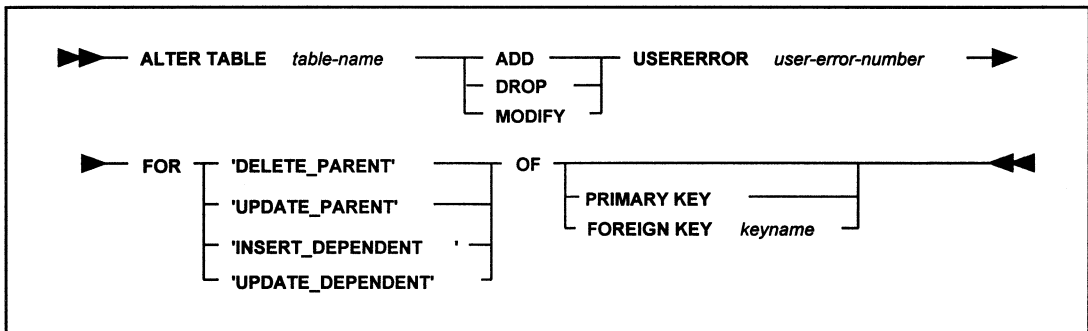 ALTER TABLE table-name ADD USERERROR user-error-number
DROP
MODIFY
FOR 'DELETE_PARENT' OF
'UPDATE_PARENT' PRIMARY KEY
'INSERT_DEPENDENT ' FOREIGN KEY keyname
'UPDATE_DEPENDENT'